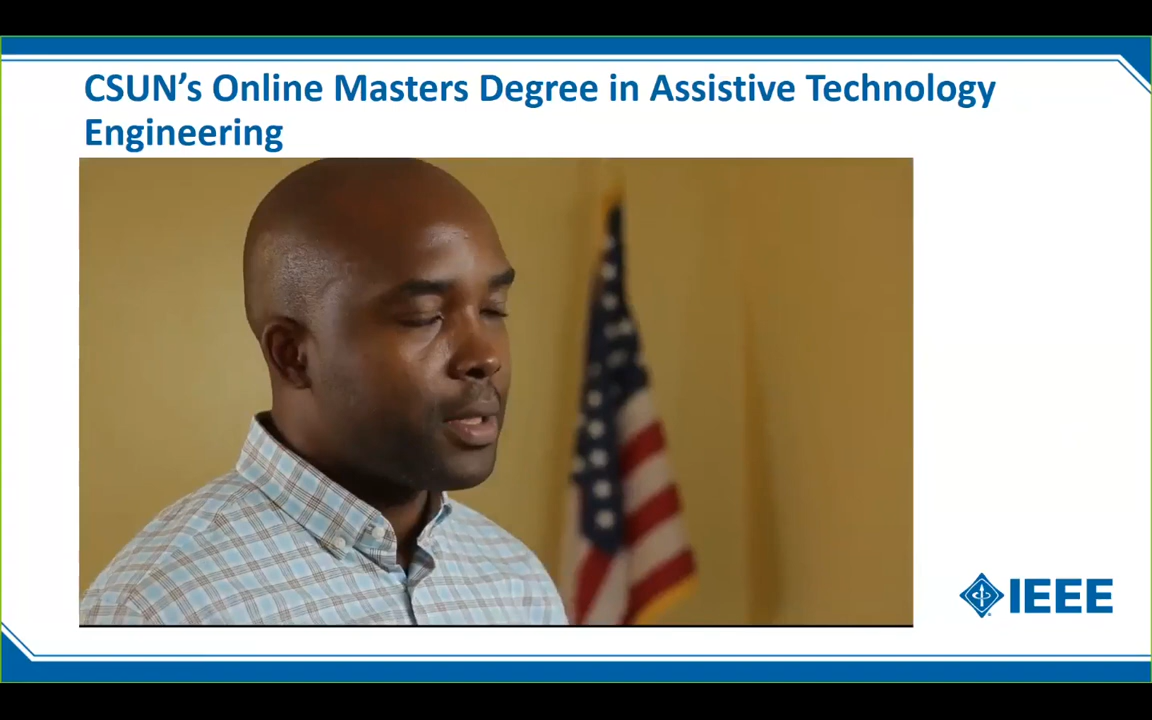 CSUN’s Online Masters Degree in Assistive Technology
Engineering
IEEE